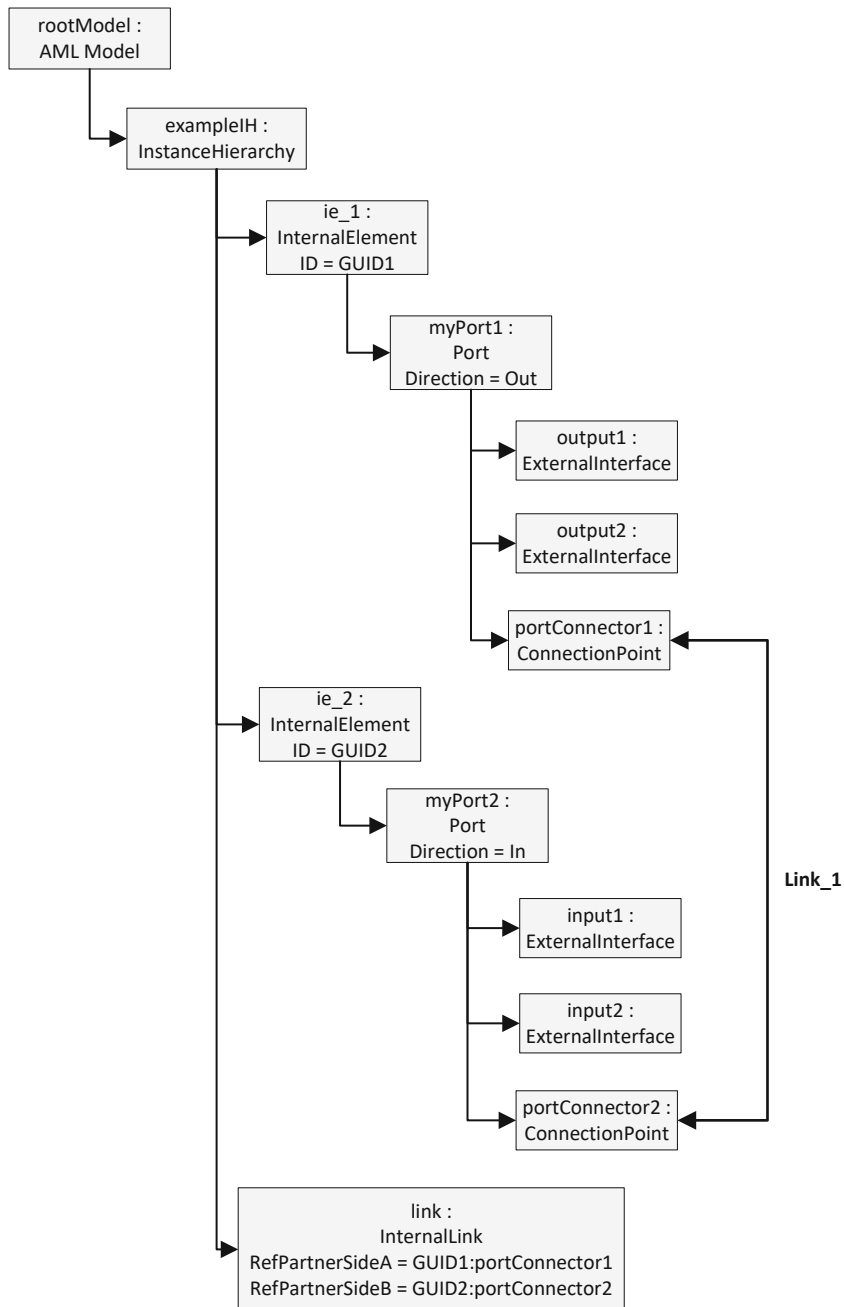 rootModel :
AML Model
exampleIH :
InstanceHierarchy
ie_1 :
InternalElement
ID = GUID1
myPort1 :
Port
Direction = Out
output1 :
ExternalInterface
output2 :
ExternalInterface
portConnector1 :
ConnectionPoint
ie_2 :
InternalElement
ID = GUID2
myPort2 :
Port
Direction = In
Link_1
input1 :
ExternalInterface
input2 :
ExternalInterface
portConnector2 :
ConnectionPoint
link :
InternalLink
RefPartnerSideA = GUID1:portConnector1
RefPartnerSideB = GUID2:portConnector2